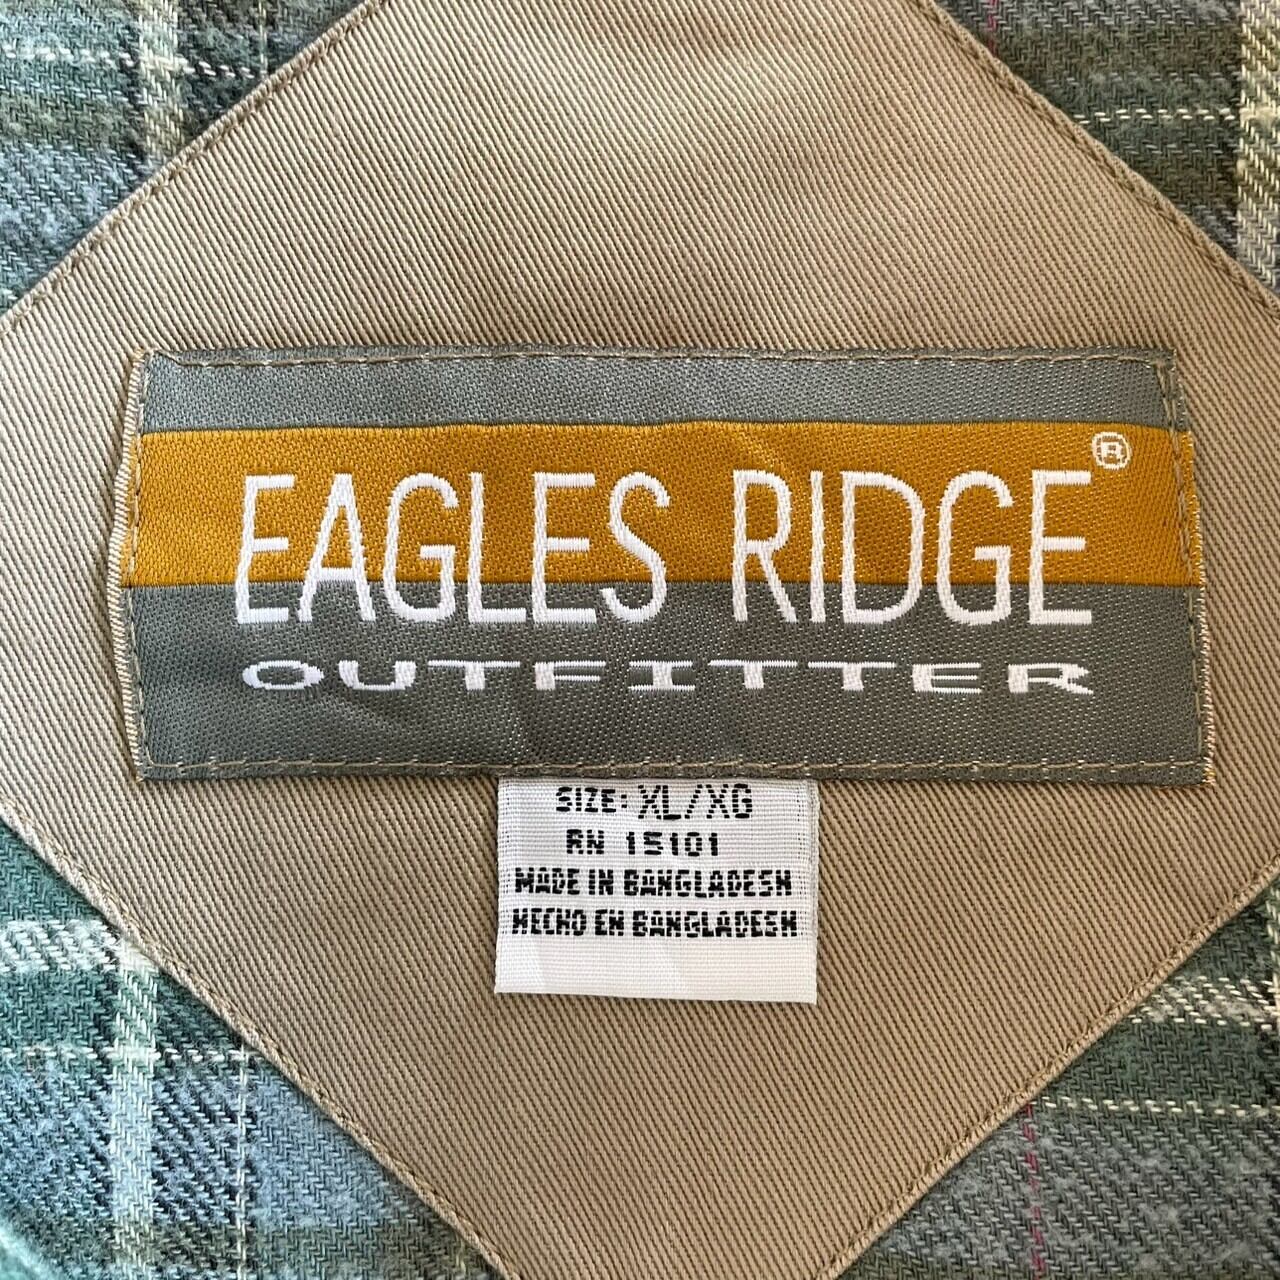 EAGLES RIDGE®
OUTFITTER
SIZE: XL/XG
RN 15101
MADE IN BANGLADESH
HECHO EN BANGLADESH